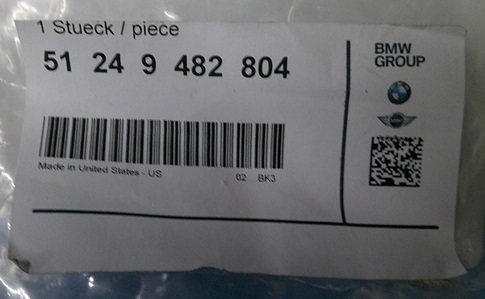 1 Stueck / piece
51 24 9 482 804
BMW
GROUP
Made in United States - US
02 BK3